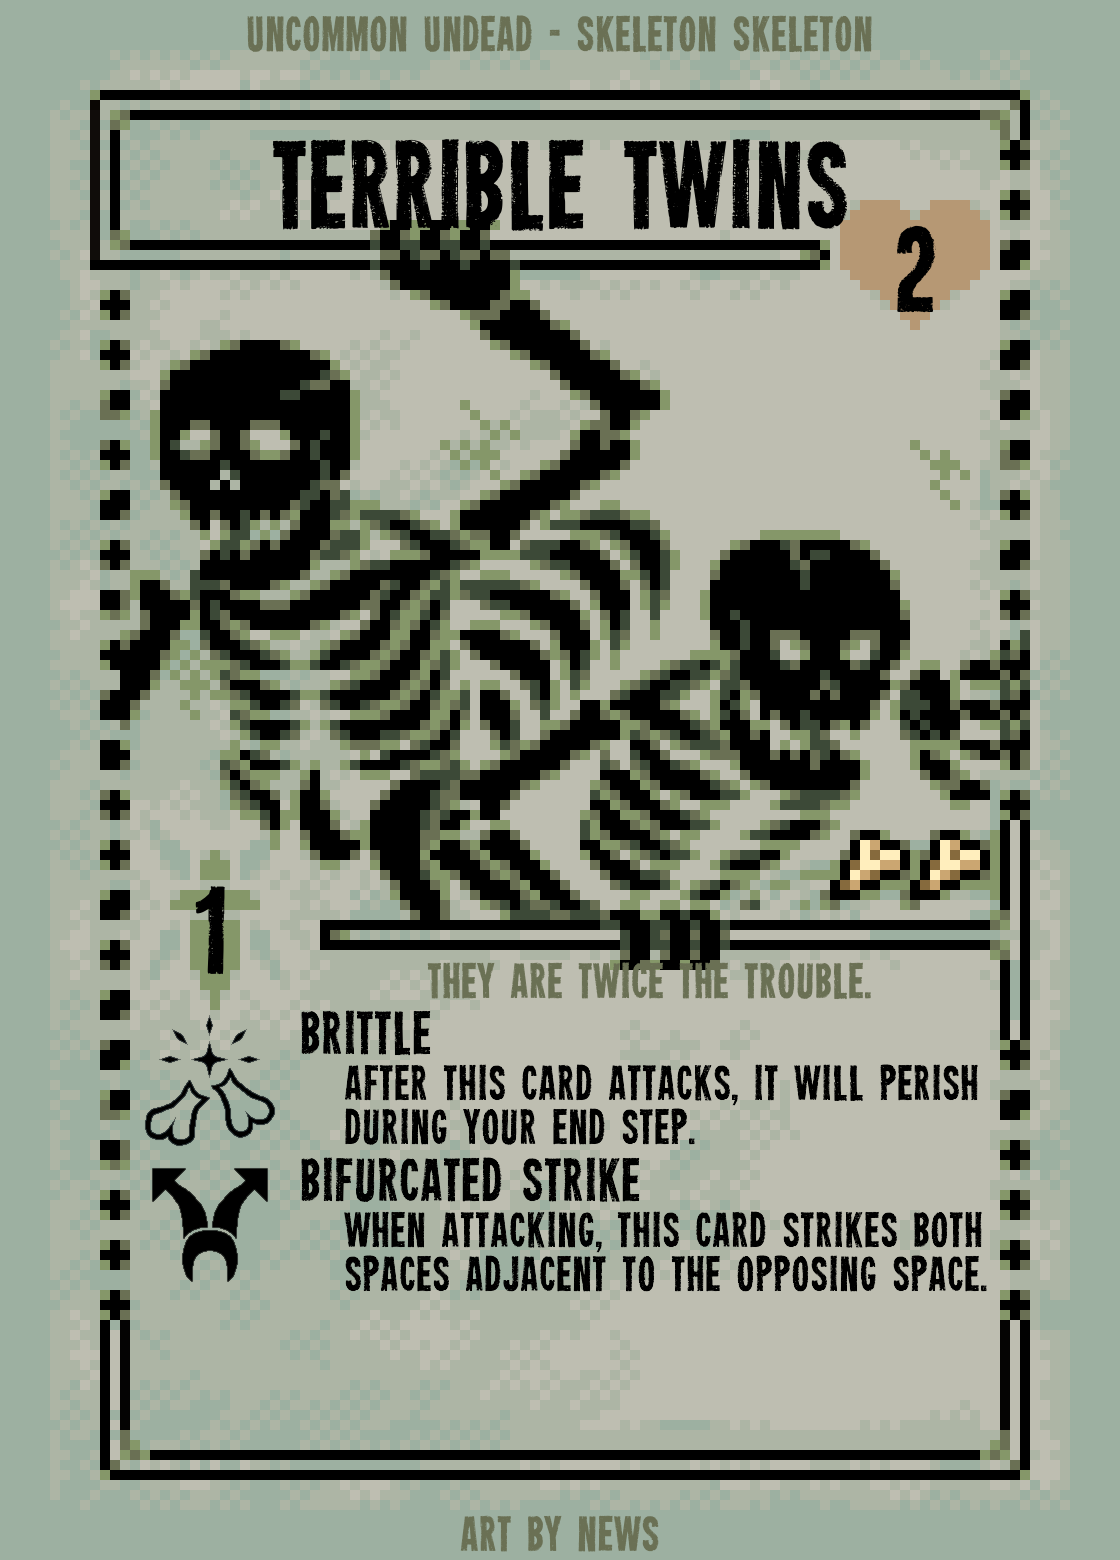 UNCOMMON UNDEAD - SKELETON SKELETON
TERRIBLE TWINS
2
1
THEY ARE TWICE THE TROUBLE.
BRITTLE
AFTER THIS CARD ATTACKS, IT WILL PERISH
DURING YOUR END STEP.
BIFURCATED STRIKE
WHEN ATTACKING, THIS CARD STRIKES BOTH
SPACES ADJACENT TO THE OPPOSING SPACE.
ART BY NEWS